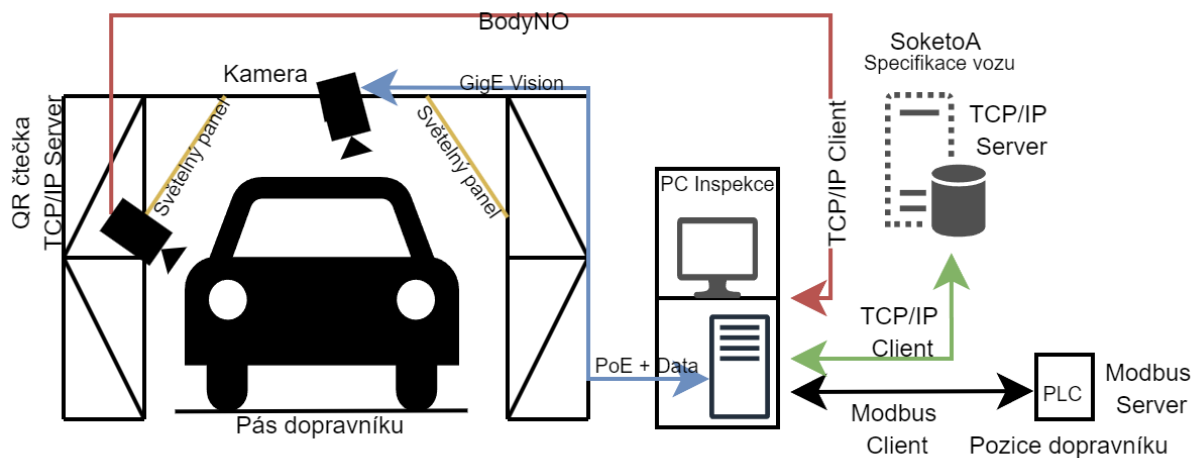 BodyNO
SoketoA
Specifikace vozu
Kamera
GigE Vision
QR čtečka
TCP/IP Server
Světelný panel
Světelný panel
TCP/IP Client
TCP/IP
Server
PC Inspekce
TCP/IP
Client
PoE + Data
PLC
Modbus
Server
Pás dopravníku
Modbus
Client
Pozice dopravníku